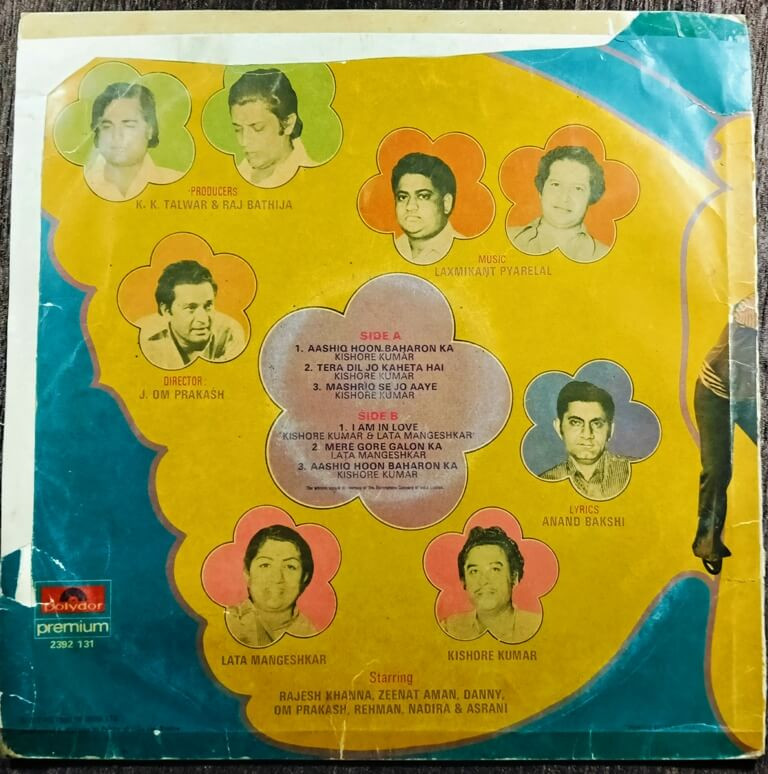 PRODUCERS
K. K. TALWAR & RAJ BATHIJA
MUSIC
LAXMIKANT PYARELAL
DIRECTOR:
J. OM PRAKASH
SIDE A
1. AASHIQ HOON BAHARON KA
KISHORE KUMAR
2. TERA DIL JO KAHETA HAI
KISHORE KUMAR
3. MASHRIQ SE JO AAYE
KISHORE KUMAR
SIDE B
1. I AM IN LOVE
KISHORE KUMAR & LATA MANGESHKAR
2. MERE GORE GALON KA
LATA MANGESHKAR
3. AASHIQ HOON BAHARON KA
KISHORE KUMAR
LYRICS
ANAND BAKSHI
LATA MANGESHKAR
KISHORE KUMAR
Polydor
premium
2392 131
Starring
RAJESH KHANNA, ZEENAT AMAN, DANNY,
OM PRAKASH, REHMAN, NADIRA & ASRANI